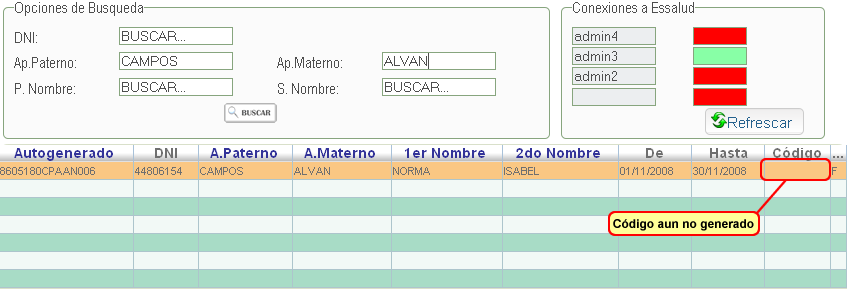 Opciones de Busqueda
DNI: BUSCAR...
Ap.Paterno: CAMPOS Ap.Materno: ALVAN
P. Nombre: BUSCAR... S. Nombre: BUSCAR...
BUSCAR
Conexiones a Essalud
admin4
admin3
admin2
Refrescar
Autogenerado DNI A.Paterno A.Materno 1er Nombre 2do Nombre De Hasta Código ...
8605180CPAAN006 44806154 CAMPOS ALVAN NORMA ISABEL 01/11/2008 30/11/2008 F
Código aun no generado